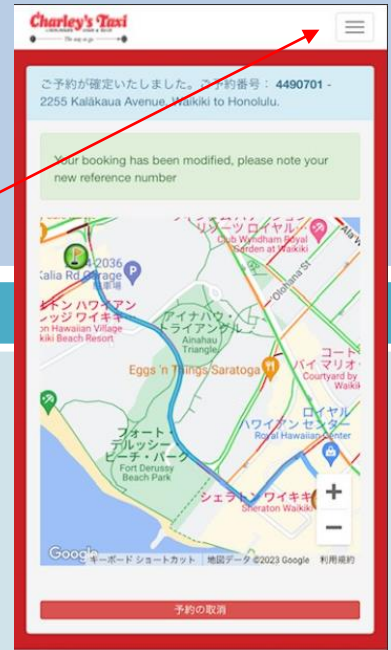 Charley's Taxi
The way to go
ご予約が確定いたしました。ご予約番号： 4490701 -
2255 Kalākaua Avenue, Waikiki to Honolulu.
Your booking has been modified, please note your
new reference number
リゾーツ ロイヤル・
Club Wyndham Royal
Garden at Waikiki
Ala W
4-2036
Kalia Rd Garage
駐車場
Olohana St
トン ハワイアン
レッジ ワイキキ
on Hawaiian Village
kiki Beach Resort
アイナハウ・
トライアングル
Ainahau
Triangle
Eggs 'n Things Saratoga
コート
バイ マリオ
Courtyard by
Waikik
フォート・
デルッシー・
ビーチ・パーク
Fort Derussy
Beach Park
ロイヤル
ハワイアン センター
Royal Hawaiian Center
シェラトン ワイキキ
Sheraton Waikiki
+
−
Google
キーボード ショートカット
地図データ ©2023 Google
利用規約
予約の取消